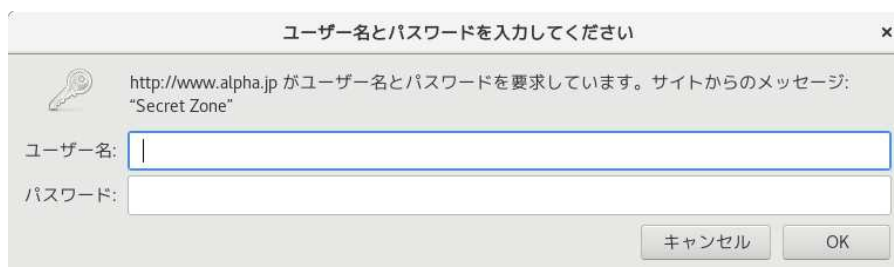 ユーザー名とパスワードを入力してください ×
http://www.alpha.jp がユーザー名とパスワードを要求しています。サイトからのメッセージ:
“Secret Zone”
ユーザー名:
パスワード:
キャンセル OK